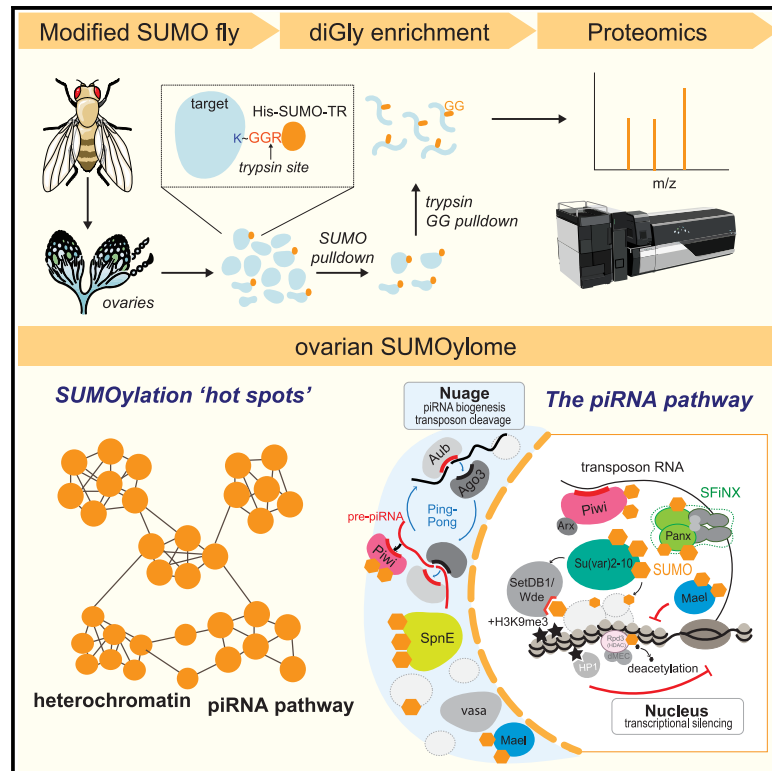 Modified SUMO fly
diGly enrichment
Proteomics
target
His-SUMO-TR
K~GGR
trypsin site
GG
m/z
trypsin
GG pulldown
SUMO
pulldown
ovaries
ovarian SUMOylome
SUMOylation 'hot spots'
heterochromatin
piRNA pathway
The piRNA pathway
Nuage
piRNA biogenesis
transposon cleavage
Aub
Ago3
Ping-
Pong
pre-piRNA
Piwi
SpnE
vasa
Mael
transposon RNA
Piwi
Arx
SFiNX
Panx
Su(var)2-10
SUMO
SetDB1/
Wde
+H3K9me3
Mael
Rpd3
(HDAC)
dMEC
HP1
deacetylation
Nucleus
transcriptional silencing